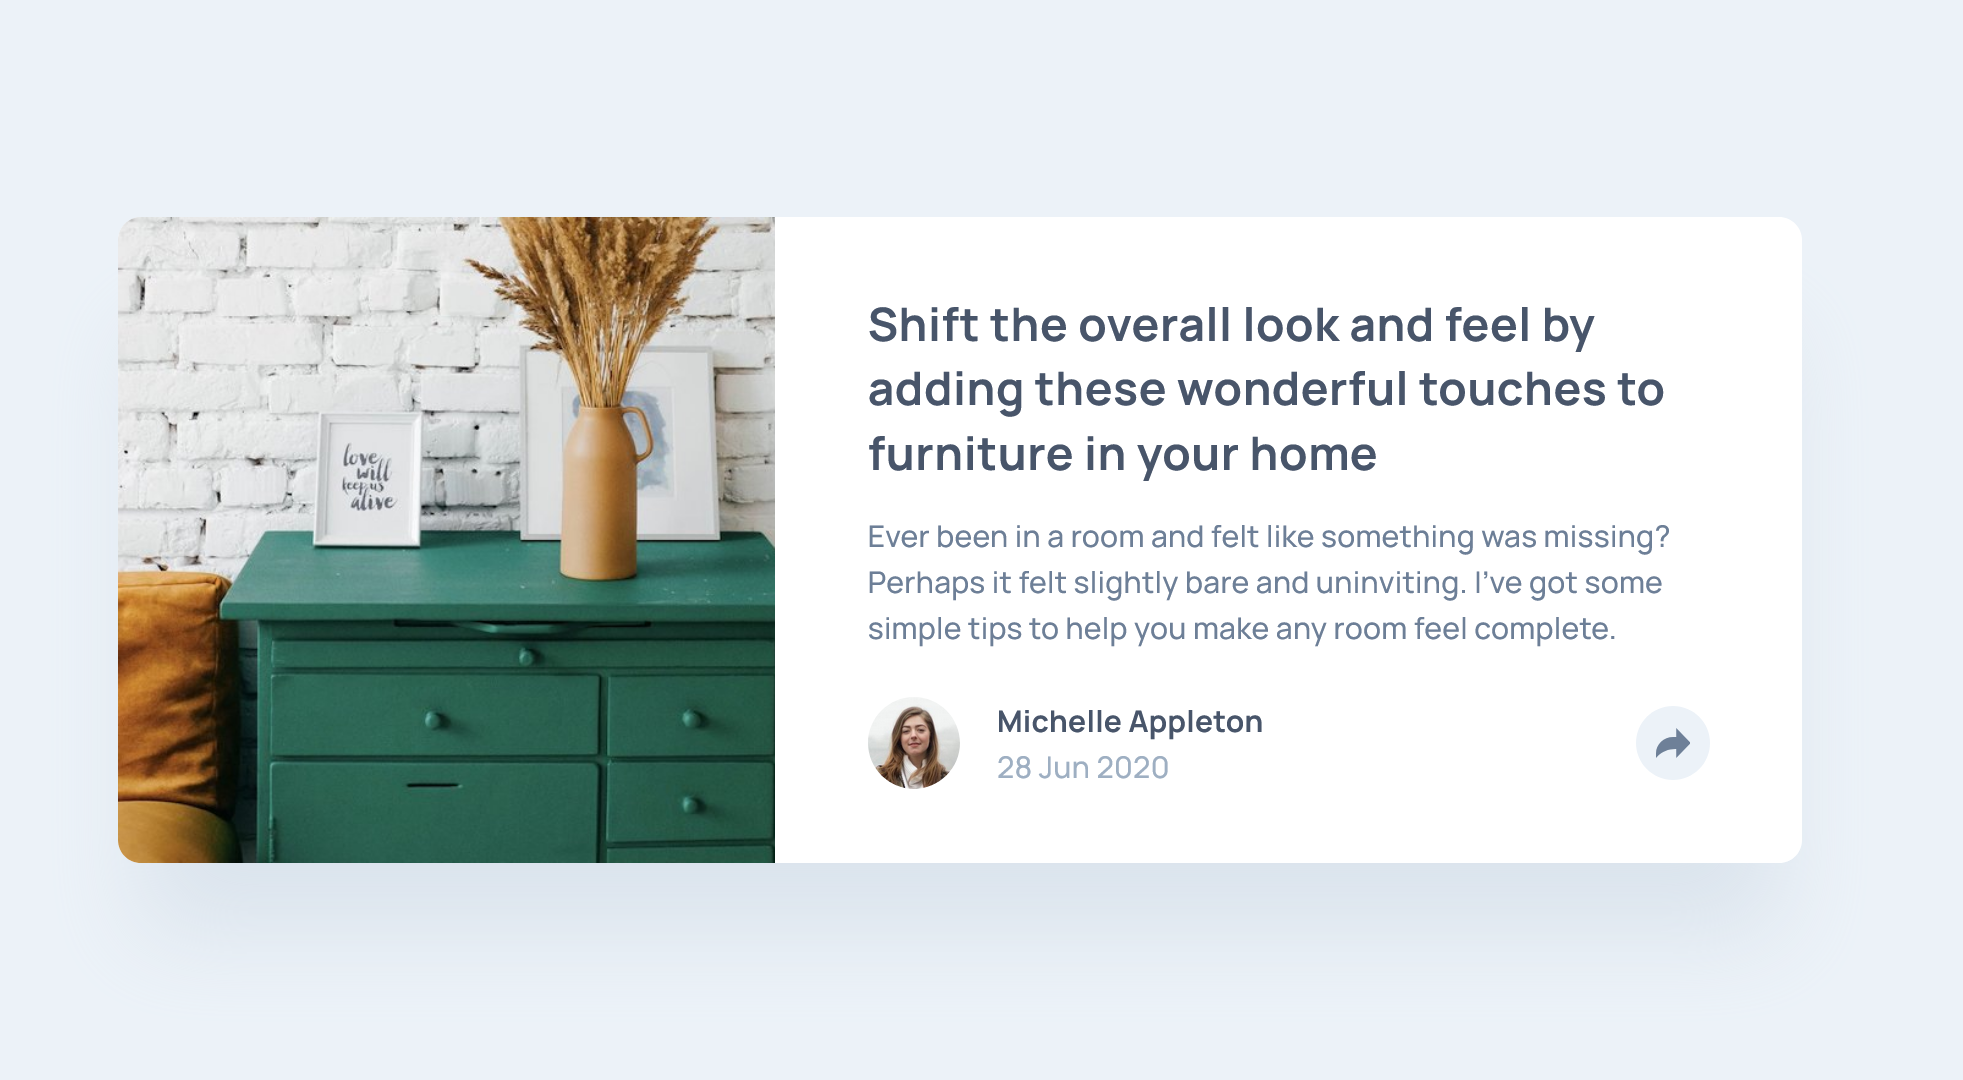 love
will
keep us
alive
Shift the overall look and feel by
adding these wonderful touches to
furniture in your home
Ever been in a room and felt like something was missing?
Perhaps it felt slightly bare and uninviting. I’ve got some
simple tips to help you make any room feel complete.
Michelle Appleton
28 Jun 2020